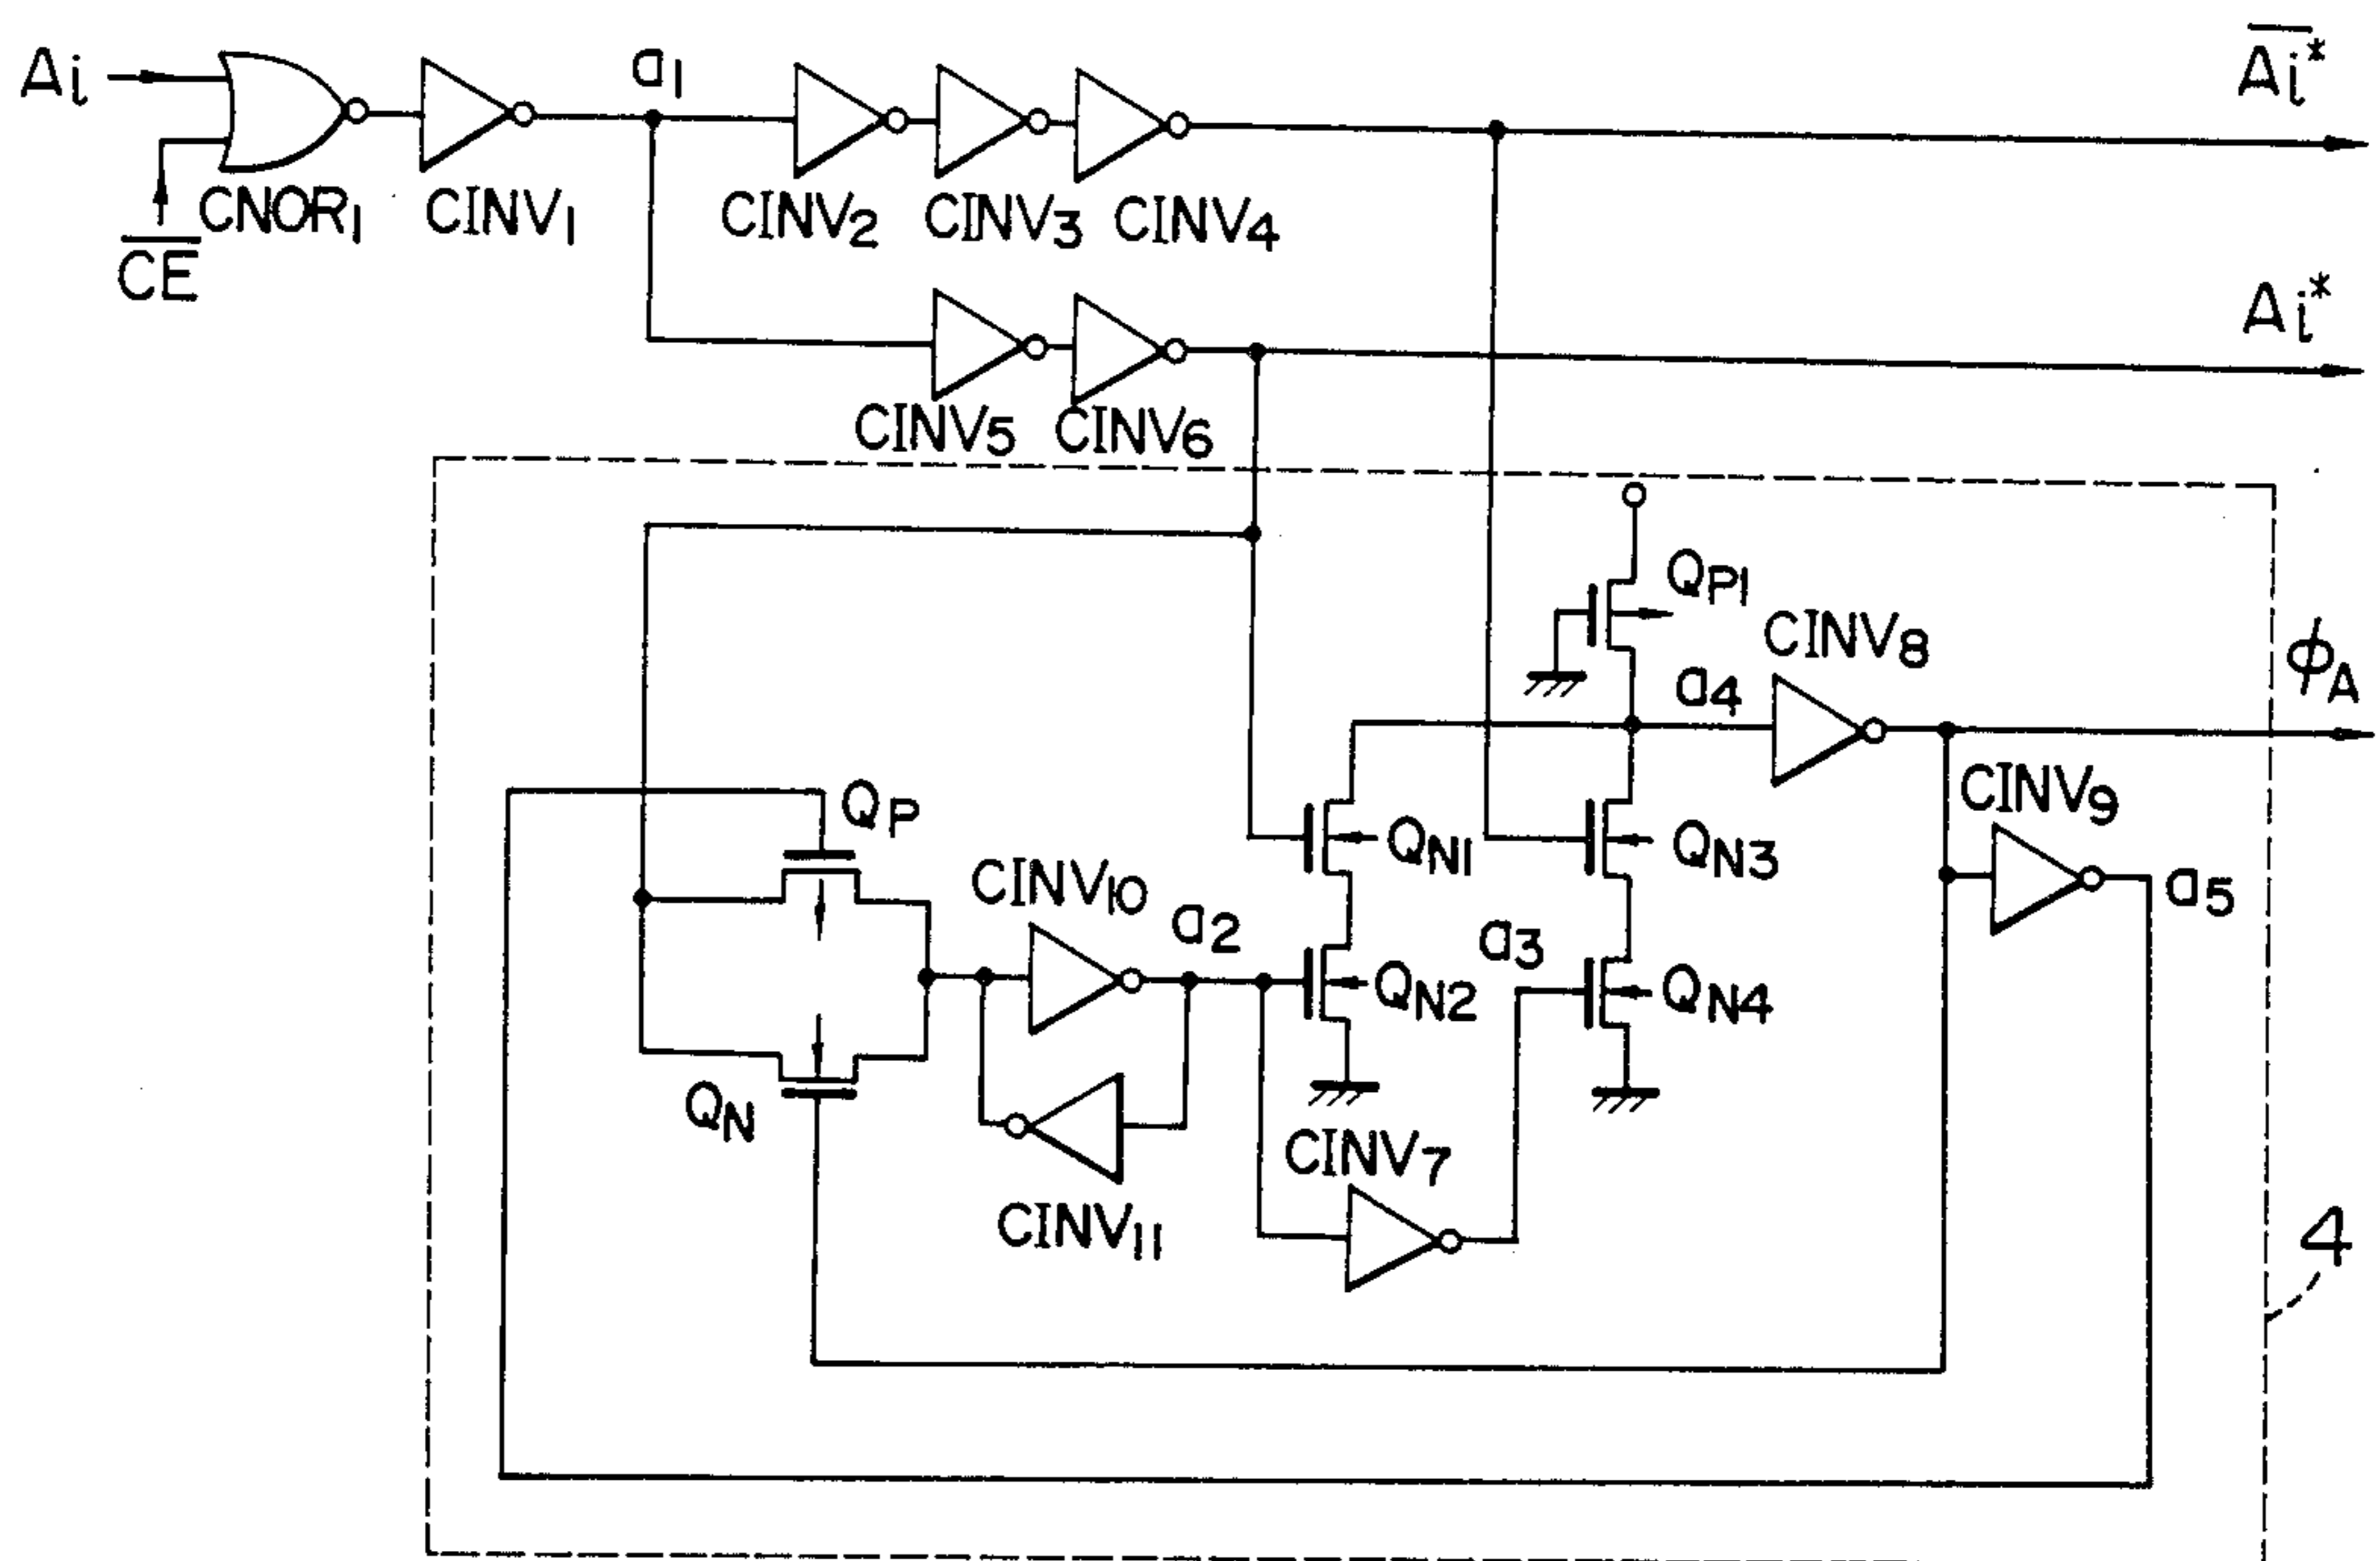 Ai
CNOR1
CE
CINV1
a1
CINV2
CINV3
CINV4
Ai*
Ai*
CINV5
CINV6
QP1
CINV8
a4
ϕA
CINV9
a5
QP
QN
CINV10
a2
CINV11
QN1
QN2
QN3
a3
QN4
CINV7
4